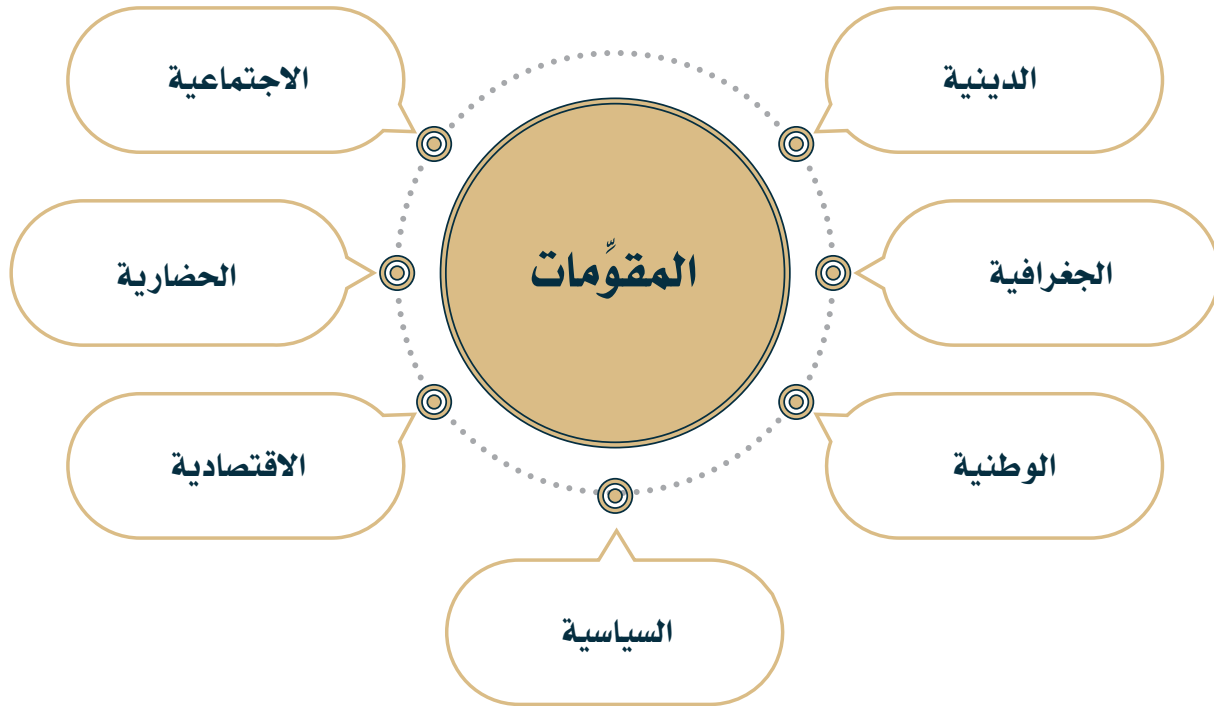 المقوِّمات
الدينية
الجغرافية
الوطنية
السياسية
الاقتصادية
الحضارية
الاجتماعية